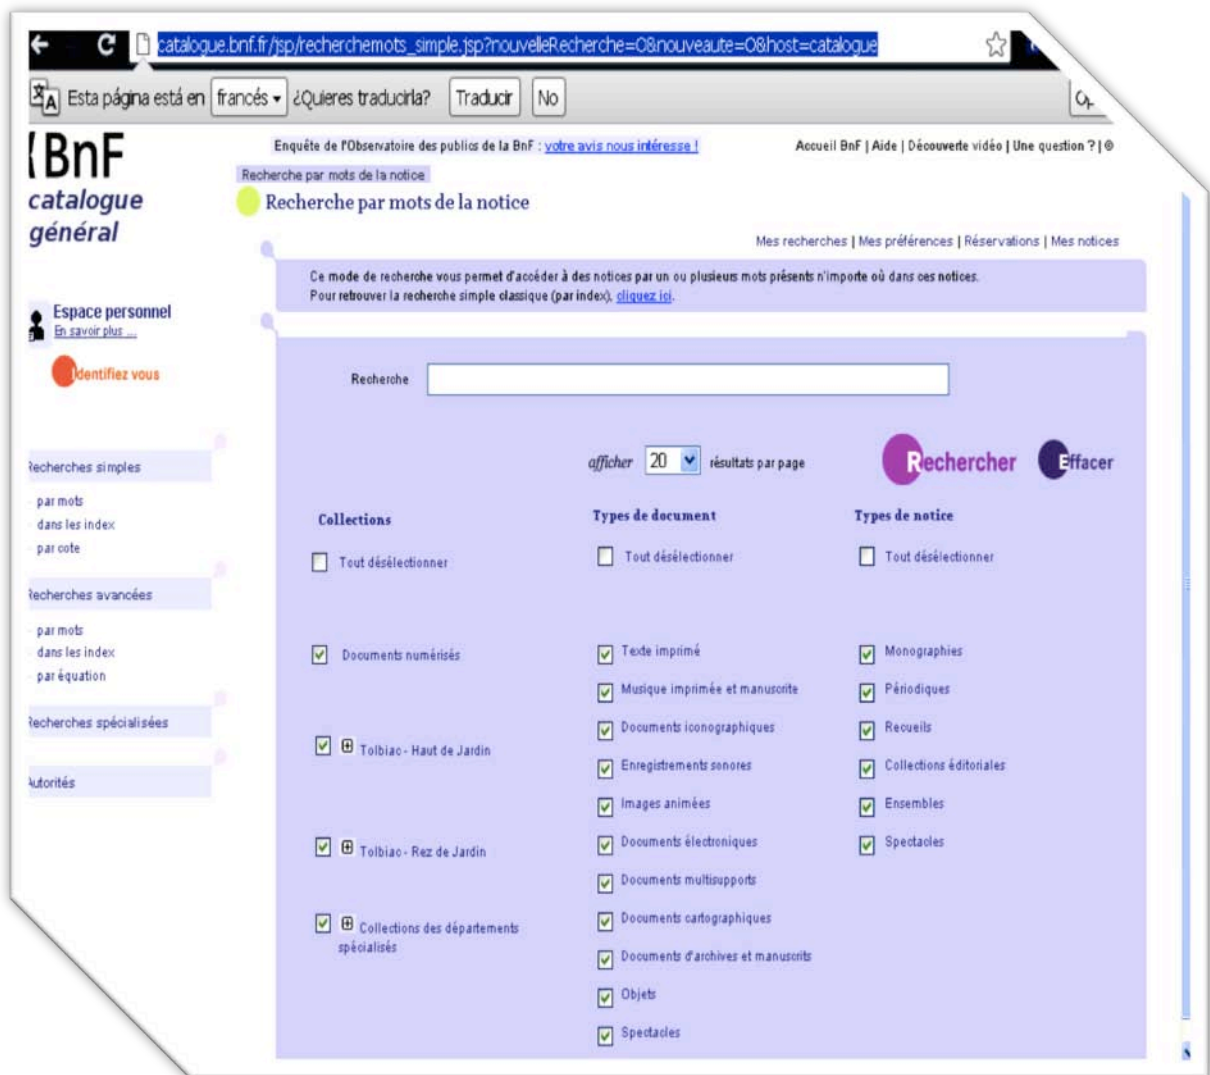 catalogue.bnf.fr/jsp/recherchemots_simple.jsp?nouvelleRecherche=O&nouveaute=O&host=catalogue
Esta página está en francés ¿Quieres traducirla? Traducir No
BnF
catalogue
général
Enquête de l'Observatoire des publics de la BnF : votre avis nous intéresse !
Accueil BnF | Aide | Découverte vidéo | Une question ? |
Recherche par mots de la notice
Recherche par mots de la notice
Mes recherches | Mes préférences | Réservations | Mes notices
Ce mode de recherche vous permet d'accéder à des notices par un ou plusieurs mots présents n'importe où dans ces notices.
Pour retrouver la recherche simple classique (par index), cliquez ici.
Espace personnel
En savoir plus ...
Identifiez vous
Recherches simples
par mots
dans les index
par cote
Recherches avancées
par mots
dans les index
par équation
Recherches spécialisées
Autorités
Recherche
afficher 20 résultats par page
Rechercher
Effacer
Collections
Tout désélectionner
Documents numérisés
Tolbiac - Haut de Jardin
Tolbiac - Rez de Jardin
Collections des départements
spécialisés
Types de document
Tout désélectionner
Texte imprimé
Musique imprimée et manuscrite
Documents iconographiques
Enregistrements sonores
Images animées
Documents électroniques
Documents multisupports
Documents cartographiques
Documents d'archives et manuscrits
Objets
Spectacles
Types de notice
Tout désélectionner
Monographies
Périodiques
Recueils
Collections éditoriales
Ensembles
Spectacles